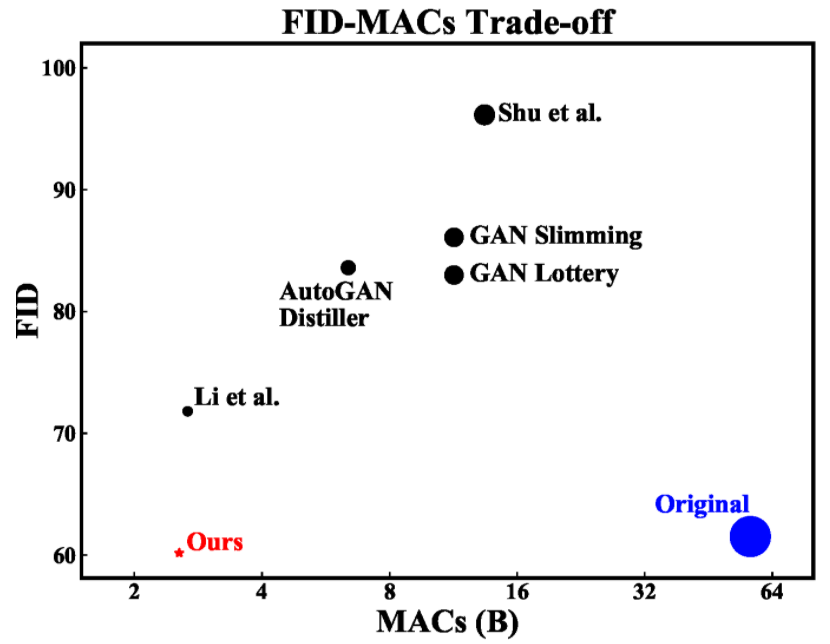 FID-MACs Trade-off
FID
100
90
80
70
60
Shu et al.
GAN Slimming
GAN Lottery
AutoGAN
Distiller
Li et al.
Original
Ours
2
4
8
16
32
64
MACs (B)